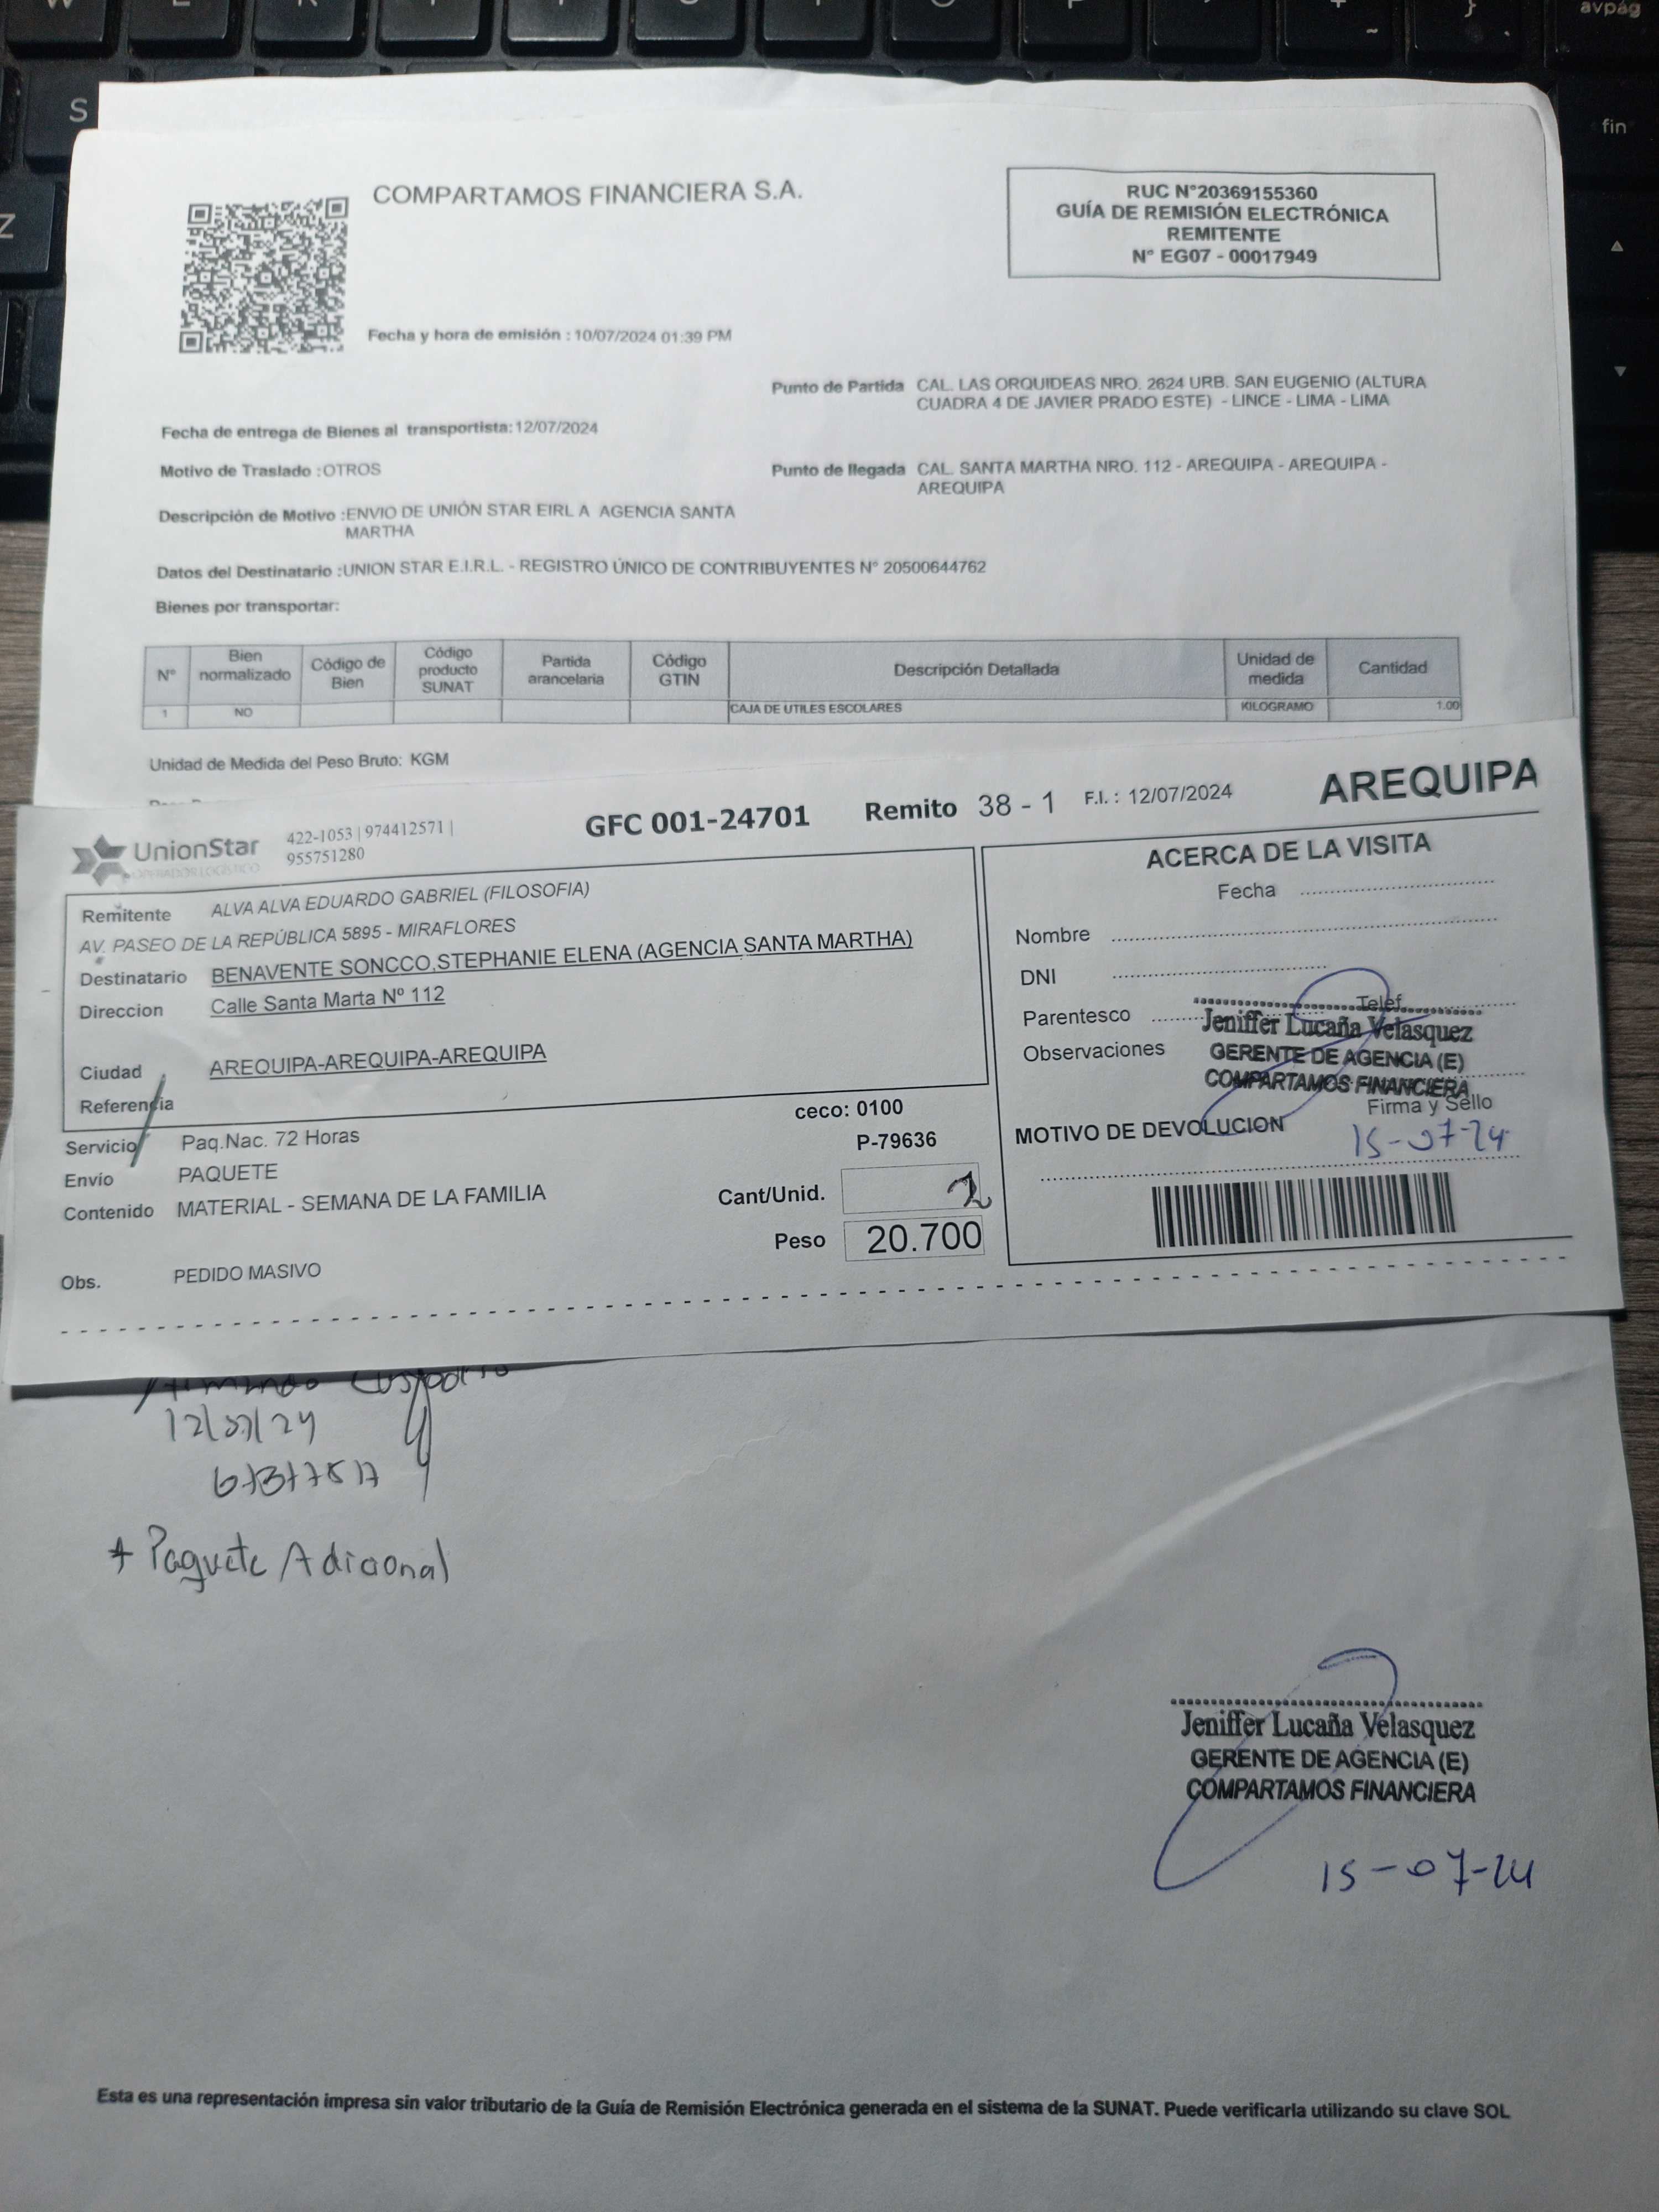 COMPARTAMOS FINANCIERA S.A.
RUC N°20369155360
GUÍA DE REMISIÓN ELECTRÓNICA
REMITENTE
N° EG07 - 00017949
Fecha y hora de emisión : 10/07/2024 01:39 PM
Punto de Partida CAL. LAS ORQUIDEAS NRO. 2624 URB. SAN EUGENIO (ALTURA
CUADRA 4 DE JAVIER PRADO ESTE) - LINCE - LIMA - LIMA
Fecha de entrega de Bienes al transportista:12/07/2024
Motivo de Traslado :OTROS
Punto de llegada CAL. SANTA MARTHA NRO. 112 - AREQUIPA - AREQUIPA -
AREQUIPA
Descripción de Motivo :ENVIO DE UNIÓN STAR EIRL A AGENCIA SANTA
MARTHA
Datos del Destinatario :UNION STAR E.I.R.L. - REGISTRO ÚNICO DE CONTRIBUYENTES N° 20500644762
Bienes por transportar:
N° Bien normalizado Código de Bien Código producto SUNAT Partida arancelaria Código GTIN Descripción Detallada Unidad de medida Cantidad
1 NO CAJA DE UTILES ESCOLARES KILOGRAMO 1.00
Unidad de Medida del Peso Bruto: KGM
UnionStar
OPERADOR LOGÍSTICO
422-1053 | 974412571 |
955751280
GFC 001-24701 Remito 38 - 1 F.I. : 12/07/2024 AREQUIPA
Remitente ALVA ALVA EDUARDO GABRIEL (FILOSOFIA)
AV. PASEO DE LA REPÚBLICA 5895 - MIRAFLORES
Destinatario BENAVENTE SONCCO,STEPHANIE ELENA (AGENCIA SANTA MARTHA)
Direccion Calle Santa Marta Nº 112
Ciudad AREQUIPA-AREQUIPA-AREQUIPA
Referencia
Servicio Paq.Nac. 72 Horas
Envío PAQUETE
Contenido MATERIAL - SEMANA DE LA FAMILIA
Obs. PEDIDO MASIVO
ceco: 0100
P-79636
Cant/Unid. 2
Peso 20.700
ACERCA DE LA VISITA
Fecha
Nombre
DNI
Telef.
Parentesco
Observaciones
Jeniffer Lucaña Velasquez
GERENTE DE AGENCIA (E)
COMPARTAMOS FINANCIERA
Firma y Sello
MOTIVO DE DEVOLUCION
15-07-24
12/07/24
+ Paquete Adicional
Jeniffer Lucaña Velasquez
GERENTE DE AGENCIA (E)
COMPARTAMOS FINANCIERA
15-07-24
Esta es una representación impresa sin valor tributario de la Guía de Remisión Electrónica generada en el sistema de la SUNAT. Puede verificarla utilizando su clave SOL
S
Z
avpág
fin